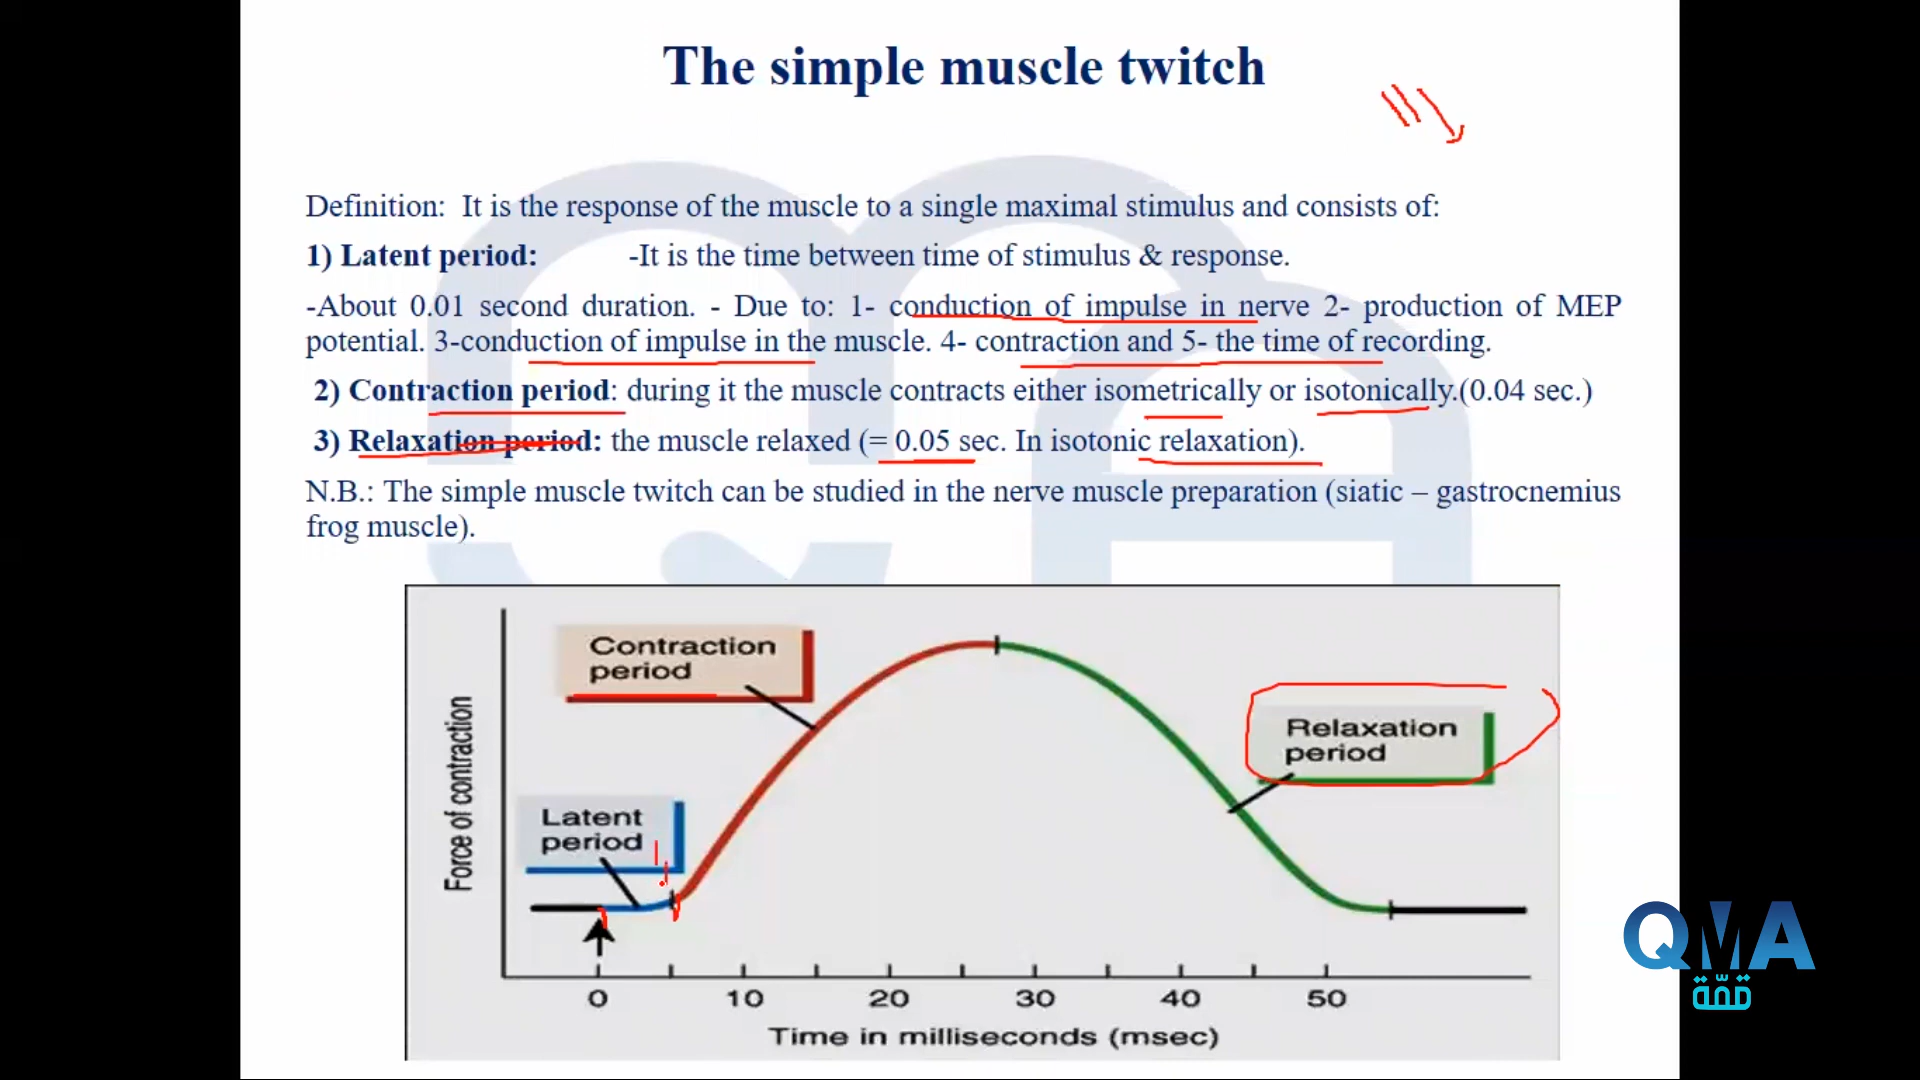 The simple muscle twitch
Definition: It is the response of the muscle to a single maximal stimulus and consists of:
1) Latent period: -It is the time between time of stimulus & response.
-About 0.01 second duration. - Due to: 1- conduction of impulse in nerve 2- production of MEP
potential. 3-conduction of impulse in the muscle. 4- contraction and 5- the time of recording.
2) Contraction period: during it the muscle contracts either isometrically or isotonically.(0.04 sec.)
3) Relaxation period: the muscle relaxed (= 0.05 sec. In isotonic relaxation).
N.B.: The simple muscle twitch can be studied in the nerve muscle preparation (siatic – gastrocnemius
frog muscle).
Contraction
period
Relaxation
period
Latent
period
Force of contraction
0 10 20 30 40 50
Time in milliseconds (msec)
QMA
قمّة